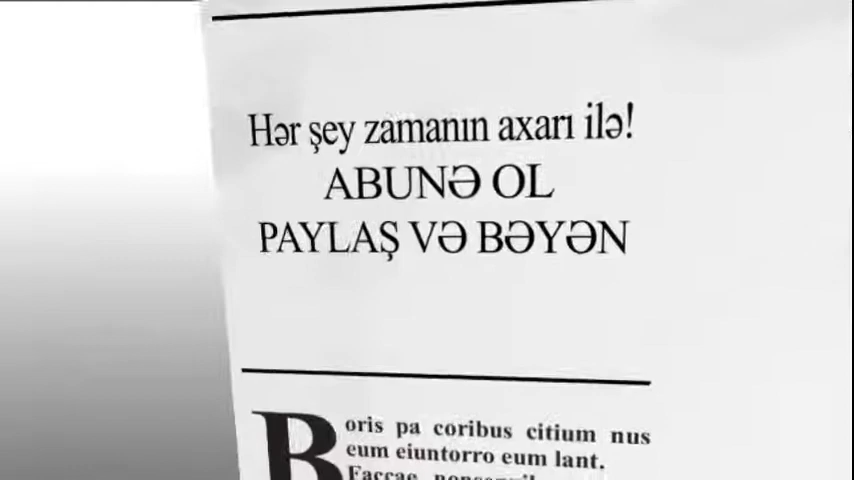 Hər şey zamanın axarı ilə!
ABUNƏ OL
PAYLAŞ VƏ BƏYƏN
Boris pa coribus citium nus
eum eiuntorro eum lant.